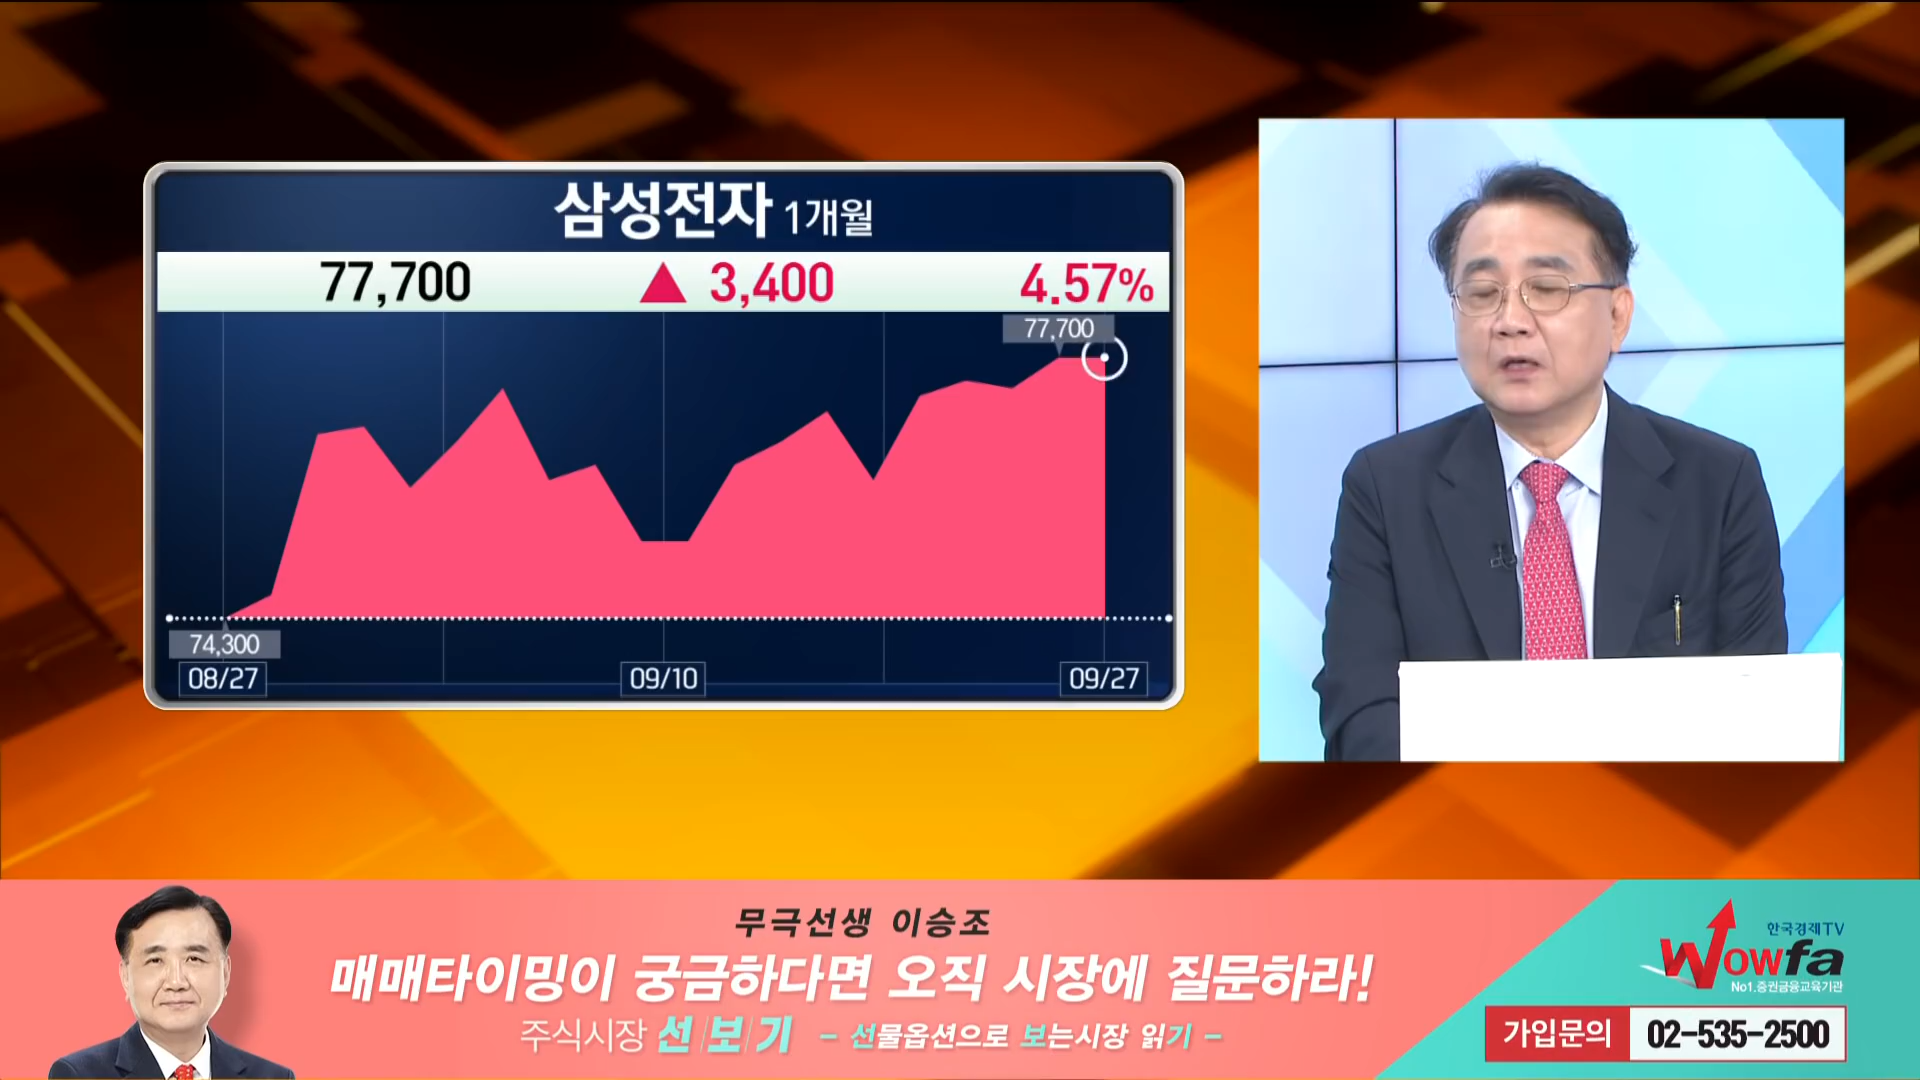 삼성전자 1개월
77,700 ▲ 3,400 4.57%
77,700
74,300
08/27 09/10 09/27
무극선생 이승조
매매타이밍이 궁금하다면 오직 시장에 질문하라!
주식시장 선/보/기 - 선물옵션으로 보는시장 읽기 -
한국경제TV
Wowfa
No1.증권금융교육기관
가입문의 02-535-2500